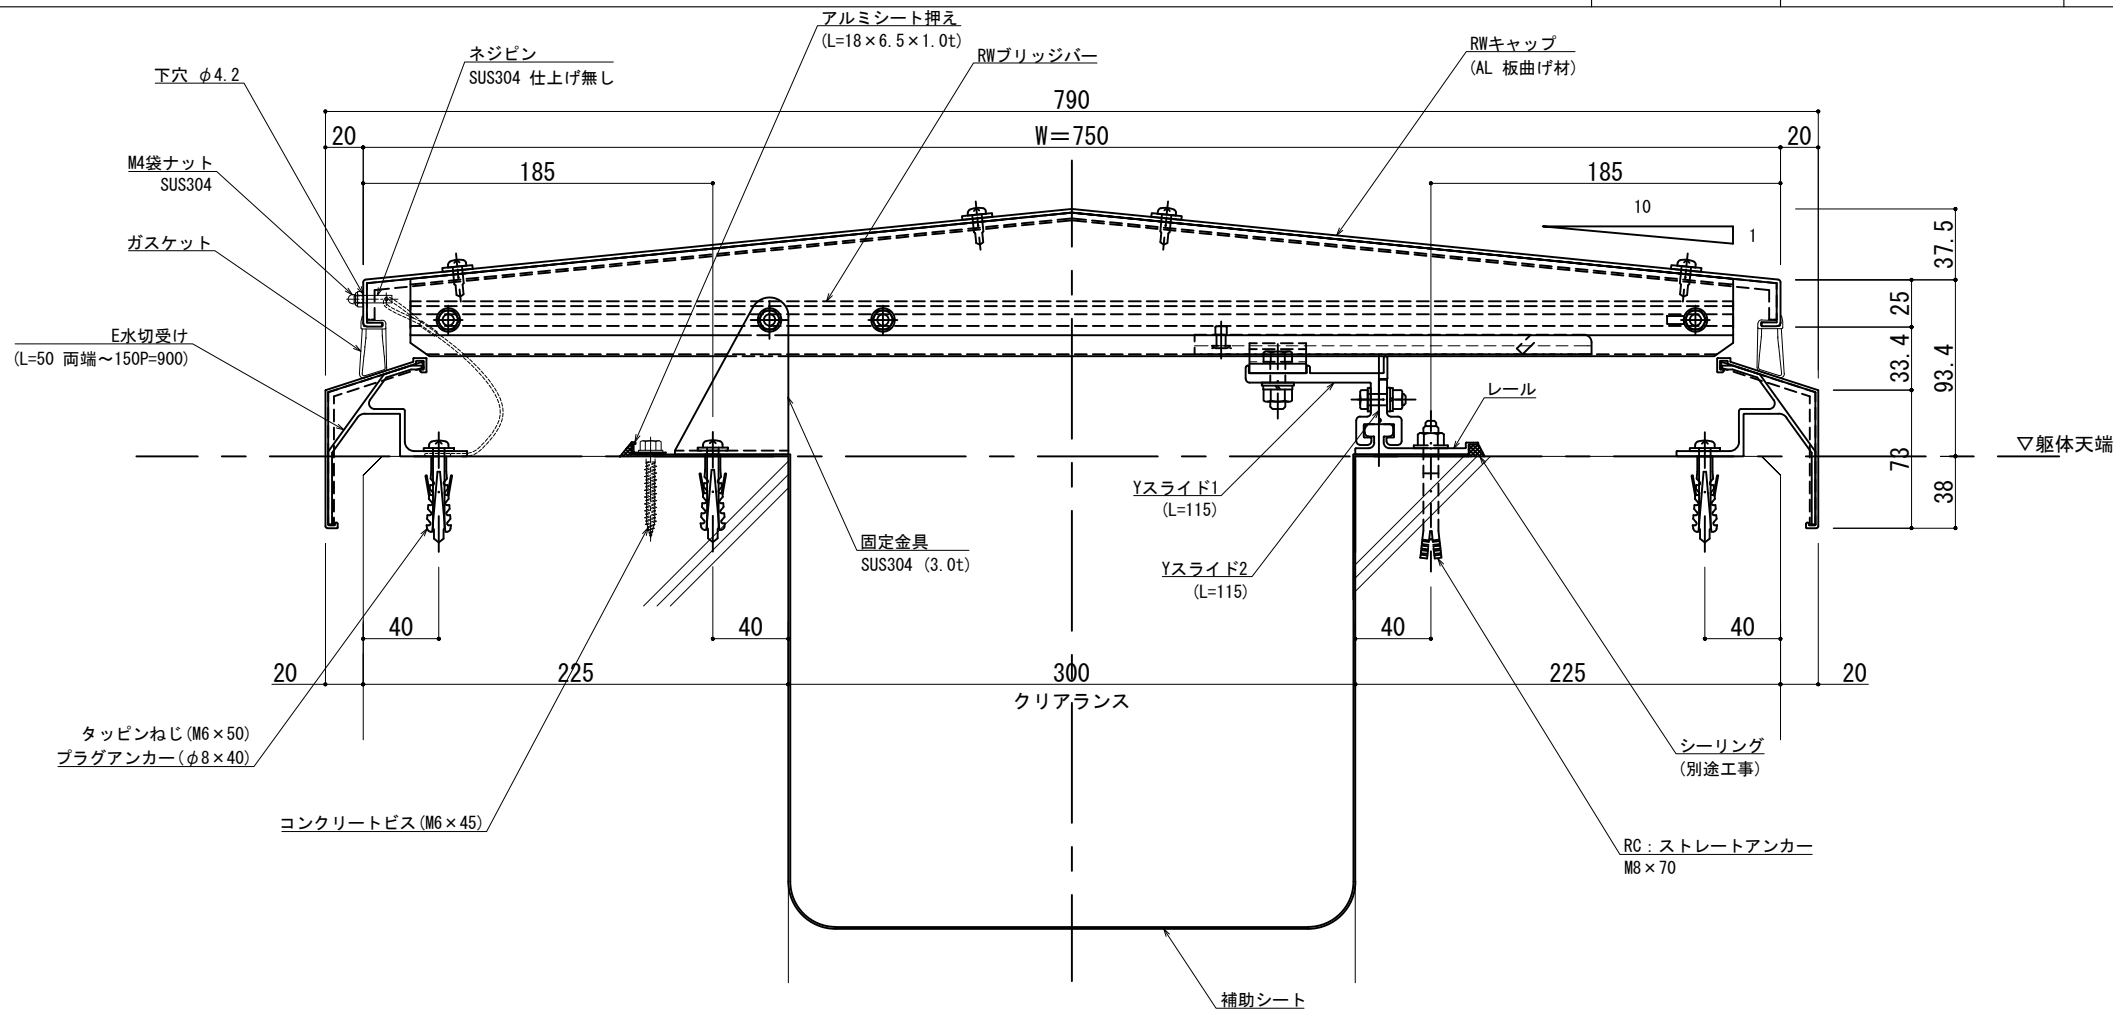 アルミシート押え
(L=18×6.5×1.0t)
ネジピン
SUS304 仕上げ無し
RWブリッジバー
RWキャップ
(AL 板曲げ材)
下穴 φ4.2
790
20
W=750
20
M4袋ナット
SUS304
185
185
10
1
ガスケット
37.5
25
33.4
93.4
73
38
E水切受け
(L=50 両端～150P=900)
レール
▽躯体天端
Yスライド1
(L=115)
固定金具
SUS304 (3.0t)
Yスライド2
(L=115)
40
40
40
40
20
225
300
225
20
クリアランス
タッピンねじ(M6×50)
プラグアンカー(φ8×40)
シーリング
(別途工事)
コンクリートビス(M6×45)
RC：ストレートアンカー
M8×70
補助シート